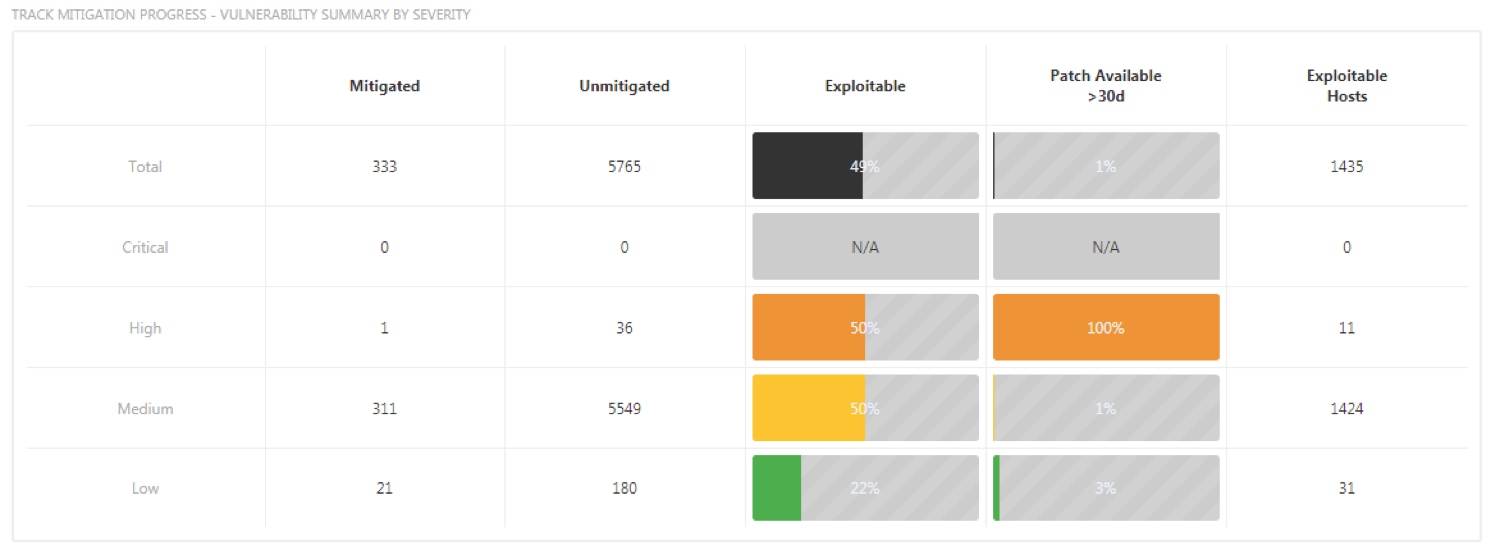 TRACK MITIGATION PROGRESS - VULNERABILITY SUMMARY BY SEVERITY
Mitigated Unmitigated Exploitable Patch Available >30d Exploitable Hosts
Total 333 5765 49% 1% 1435
Critical 0 0 N/A N/A 0
High 1 36 50% 100% 11
Medium 311 5549 50% 1% 1424
Low 21 180 22% 3% 31